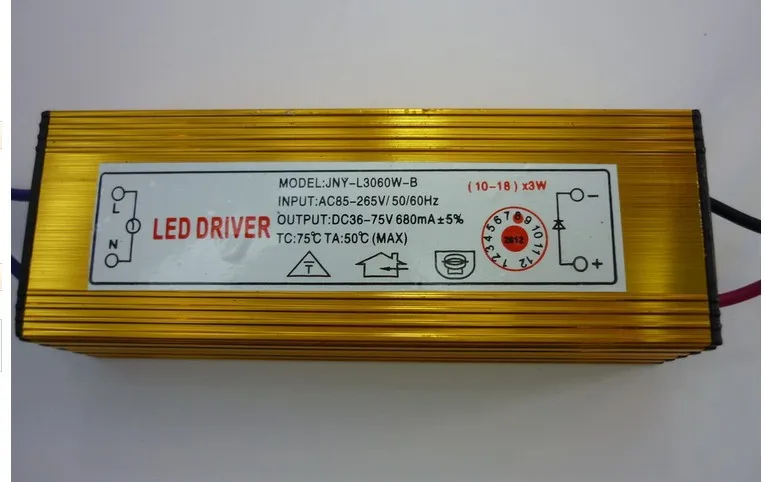 L
N
LED DRIVER
MODEL:JNY-L3060W-B
INPUT:AC85-265V/50/60Hz
OUTPUT:DC36-75V 680mA±5%
TC:75℃ TA:50℃ (MAX)
T
(10-18)x3W
1 2 3 4 5 6 7 8 9 10 11 12
2012
−
+